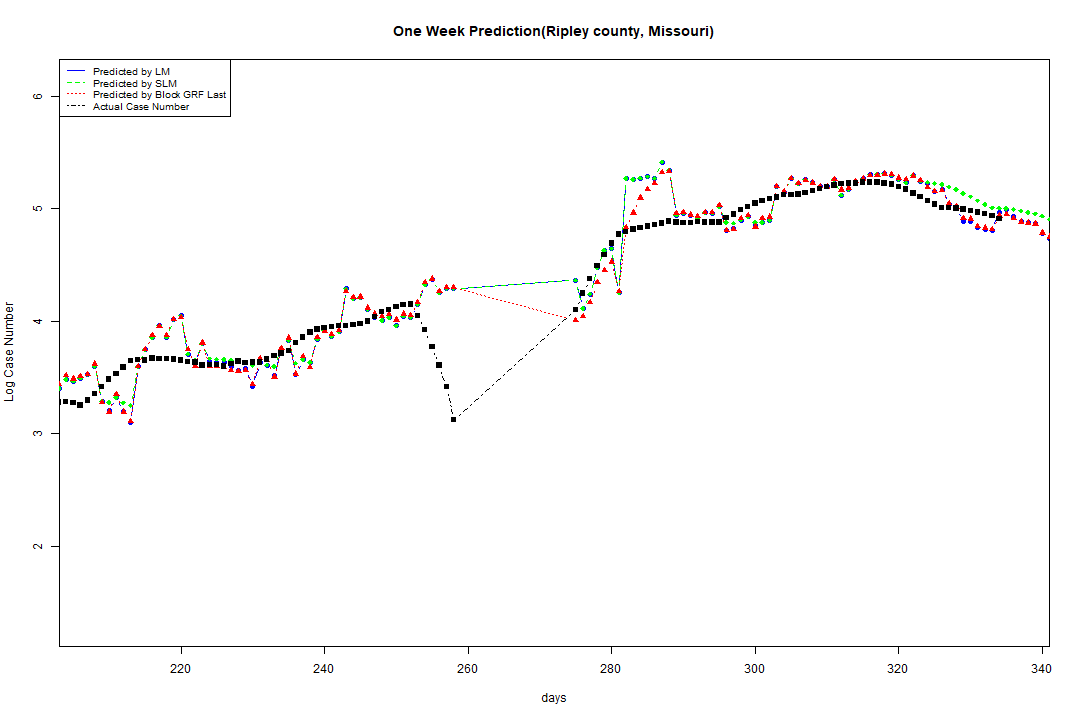 One Week Prediction(Ripley county, Missouri)
Predicted by LM
Predicted by SLM
Predicted by Block GRF Last
Actual Case Number
Log Case Number
6
5
4
3
2
220 240 260 280 300 320 340
days